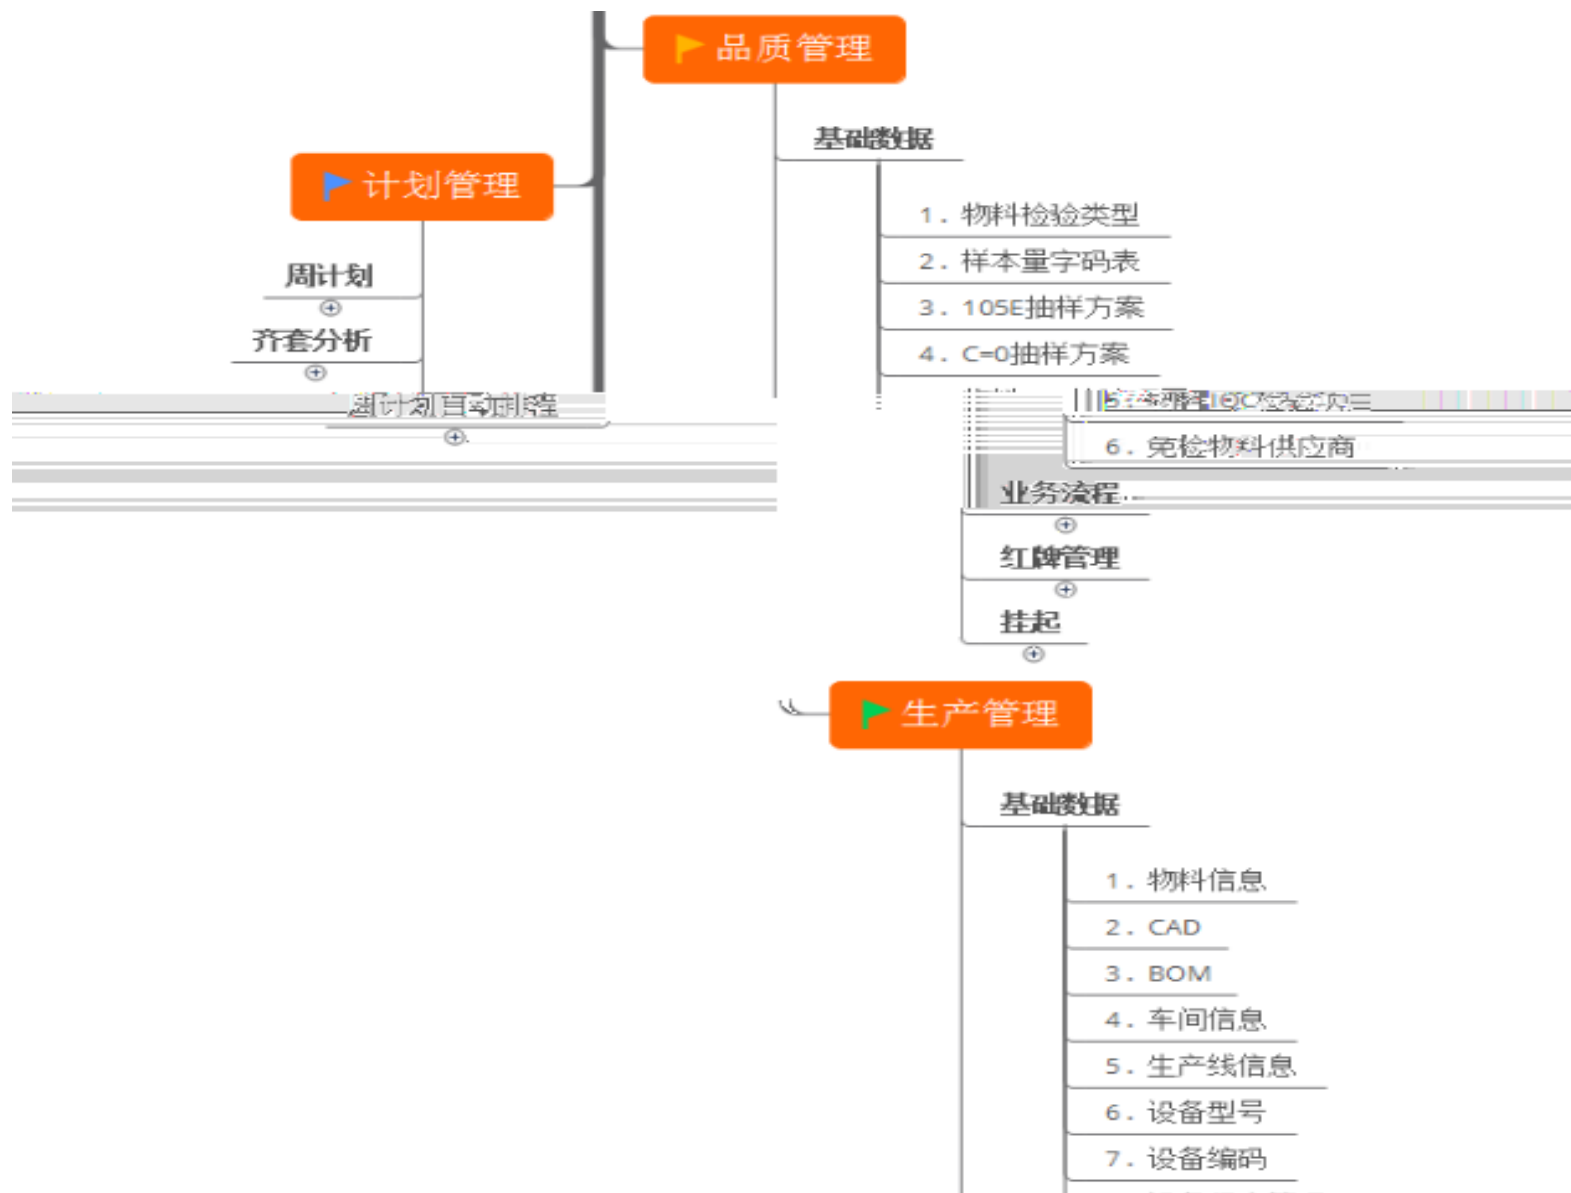 品质管理
基础数据
计划管理
1. 物料检验类型
周计划
2. 样本量字码表
3. 105E抽样方案
齐套分析
4. C=0抽样方案
6. 免检物料供应商
业务流程
红牌管理
挂起
生产管理
基础数据
1. 物料信息
2. CAD
3. BOM
4. 车间信息
5. 生产线信息
6. 设备型号
7. 设备编码